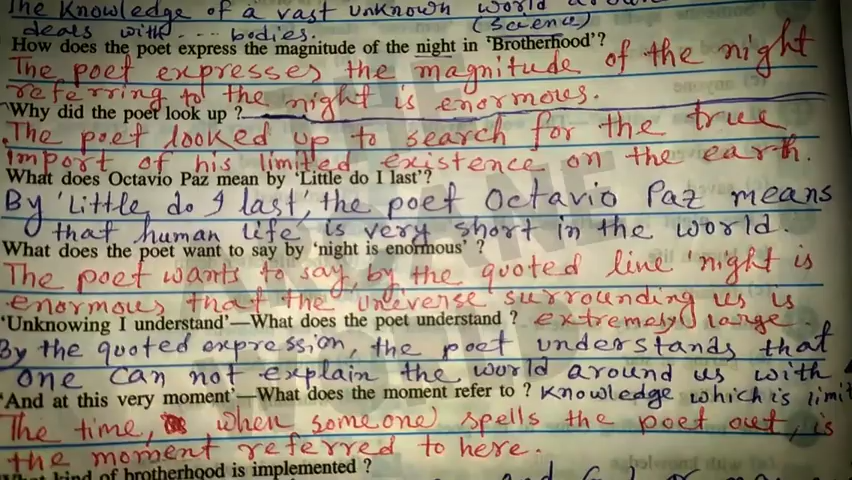 The Knowledge of a vast unknown world
deals with ... bodies. (Science)
How does the poet express the magnitude of the night in 'Brotherhood'?
The poet expresses the magnitude of the night
referring to the night is enormous.
Why did the poet look up ?
The poet looked up to search for the true
import of his limited existence on the earth.
What does Octavio Paz mean by 'Little do I last'?
By 'Little do I last', the poet Octavio Paz means
that human life is very short in the world.
What does the poet want to say by 'night is enormous' ?
The poet wants to say, by the quoted line 'night is
enormous that the uneverse surrounding us is
'Unknowing I understand'—What does the poet understand ? extremely large.
By the quoted expression, the poet understands that
one can not explain the world around us with
'And at this very moment'—What does the moment refer to ? Knowledge which is limit
The time, when someone spells the poet out, is
the moment referred to here.
What kind of brotherhood is implemented ?